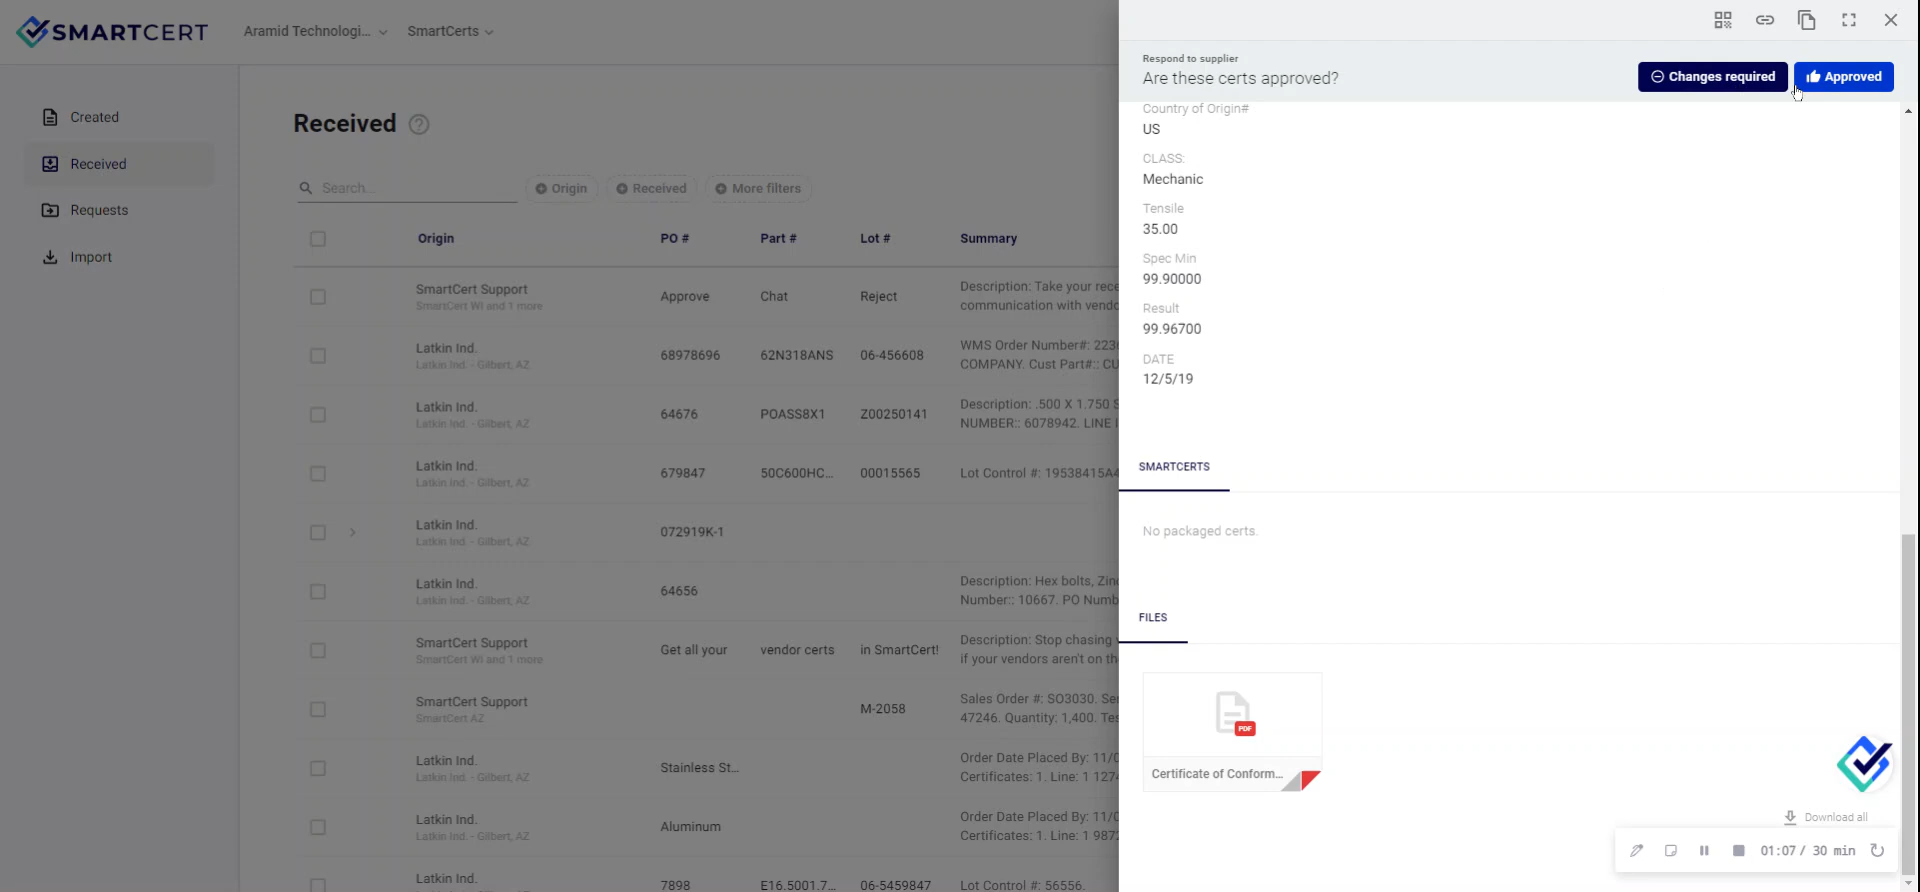 SMARTCERT
Aramid Technologi...
SmartCerts
Created
Received
Requests
Import
Received
Search...
Origin
Received
More filters
Origin PO # Part # Lot # Summary
SmartCert Support
SmartCert WI and 1 more
Approve Chat Reject
Description: Take your rece
communication with vendo
Latkin Ind.
Latkin Ind. - Gilbert, AZ
68978696 62N318ANS 06-456608
WMS Order Number#: 223
COMPANY. Cust Part#:: CU
Latkin Ind.
Latkin Ind. - Gilbert, AZ
64676 POASS8X1 Z00250141
Description: .500 X 1.750 S
NUMBER:: 6078942. LINE I
Latkin Ind.
Latkin Ind. - Gilbert, AZ
679847 50C600HC... 00015565
Lot Control #: 19538415A4
Latkin Ind.
Latkin Ind. - Gilbert, AZ
072919K-1
Latkin Ind.
Latkin Ind. - Gilbert, AZ
64656
Description: Hex bolts, Zin
Number:: 10667. PO Numb
SmartCert Support
SmartCert WI and 1 more
Get all your vendor certs in SmartCert!
Description: Stop chasing
if your vendors aren't on th
SmartCert Support
SmartCert AZ
M-2058
Sales Order #: SO3030. Se
47246. Quantity: 1,400. Te
Latkin Ind.
Latkin Ind. - Gilbert, AZ
Stainless St...
Order Date Placed By: 11/0
Certificates: 1. Line: 1 1274
Latkin Ind.
Latkin Ind. - Gilbert, AZ
Aluminum
Order Date Placed By: 11/0
Certificates: 1. Line: 1 9872
Latkin Ind.
7898 E16.5001.7... 06-5459847
Lot Control #: 56556.
Respond to supplier
Are these certs approved?
Changes required
Approved
Country of Origin#
US
CLASS:
Mechanic
Tensile
35.00
Spec Min
99.90000
Result
99.96700
DATE
12/5/19
SMARTCERTS
No packaged certs.
FILES
PDF
Certificate of Conform...
Download all
01:07 / 30 min